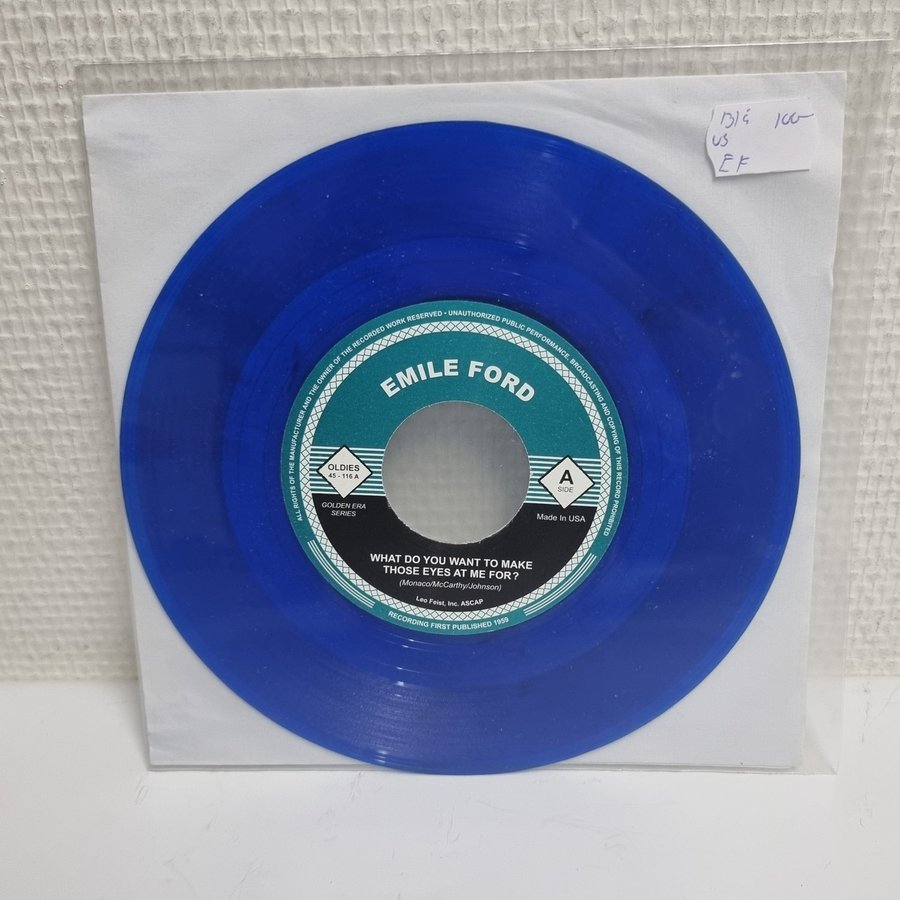 Blå 100-
US
EF
ALL RIGHTS OF THE MANUFACTURER AND THE OWNER OF THE RECORDED WORK RESERVED • UNAUTHORIZED PUBLIC PERFORMANCE, BROADCASTING AND COPYING OF THIS RECORD PROHIBITED
EMILE FORD
OLDIES
45 - 116 A
A
SIDE
GOLDEN ERA
SERIES
Made In USA
WHAT DO YOU WANT TO MAKE
THOSE EYES AT ME FOR?
(Monaco/McCarthy/Johnson)
Leo Feist, Inc. ASCAP
RECORDING FIRST PUBLISHED 1959